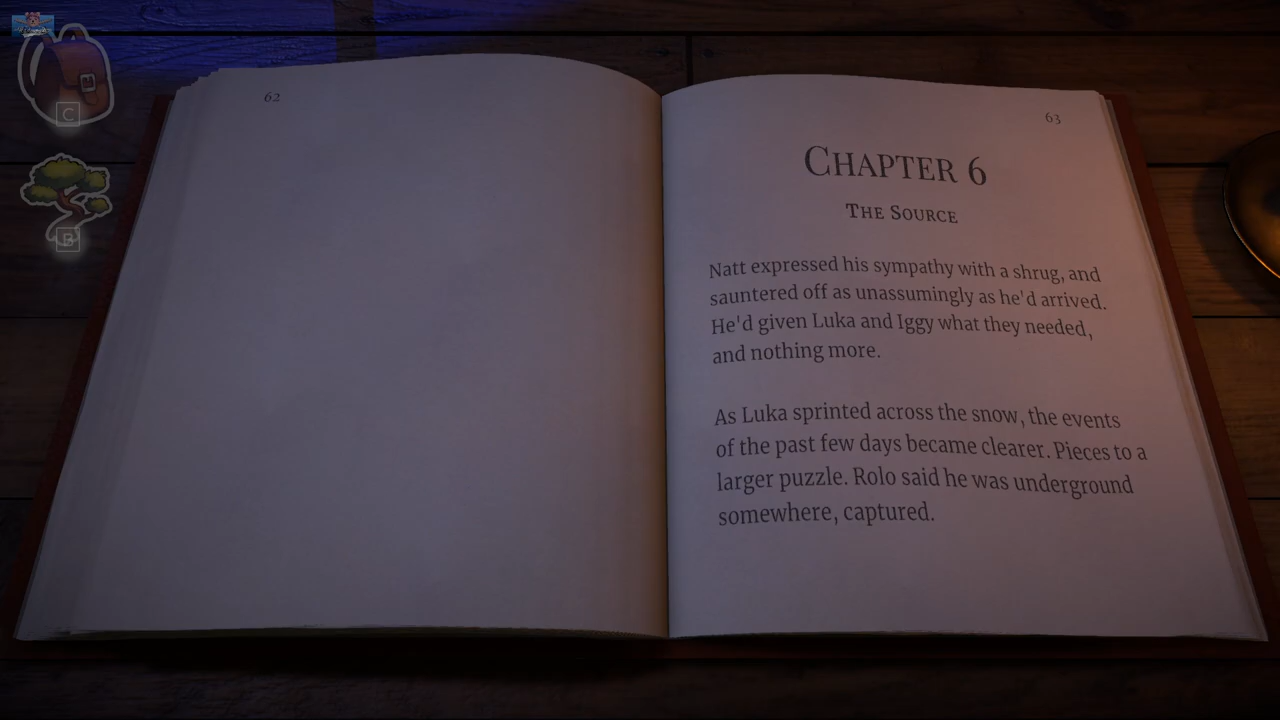 C
B
62
63
Chapter 6
The Source
Natt expressed his sympathy with a shrug, and
sauntered off as unassumingly as he'd arrived.
He'd given Luka and Iggy what they needed,
and nothing more.
As Luka sprinted across the snow, the events
of the past few days became clearer. Pieces to a
larger puzzle. Rolo said he was underground
somewhere, captured.